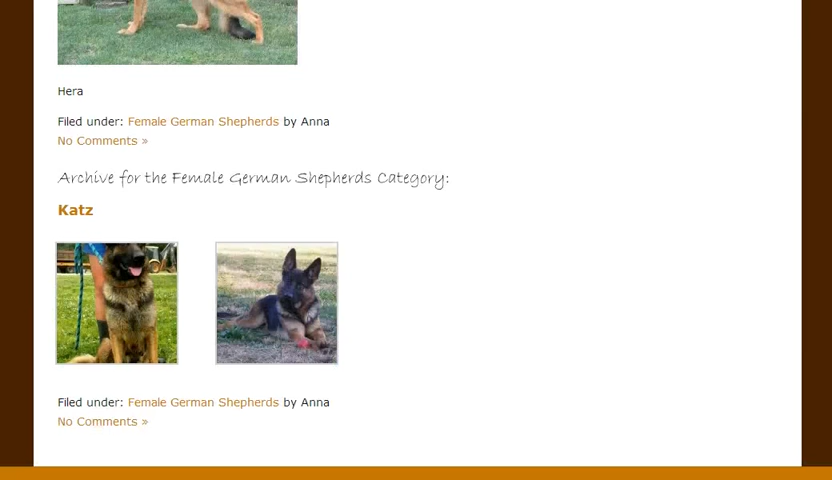 Hera
Filed under: Female German Shepherds by Anna
No Comments »
Archive for the Female German Shepherds Category:
Katz
Filed under: Female German Shepherds by Anna
No Comments »